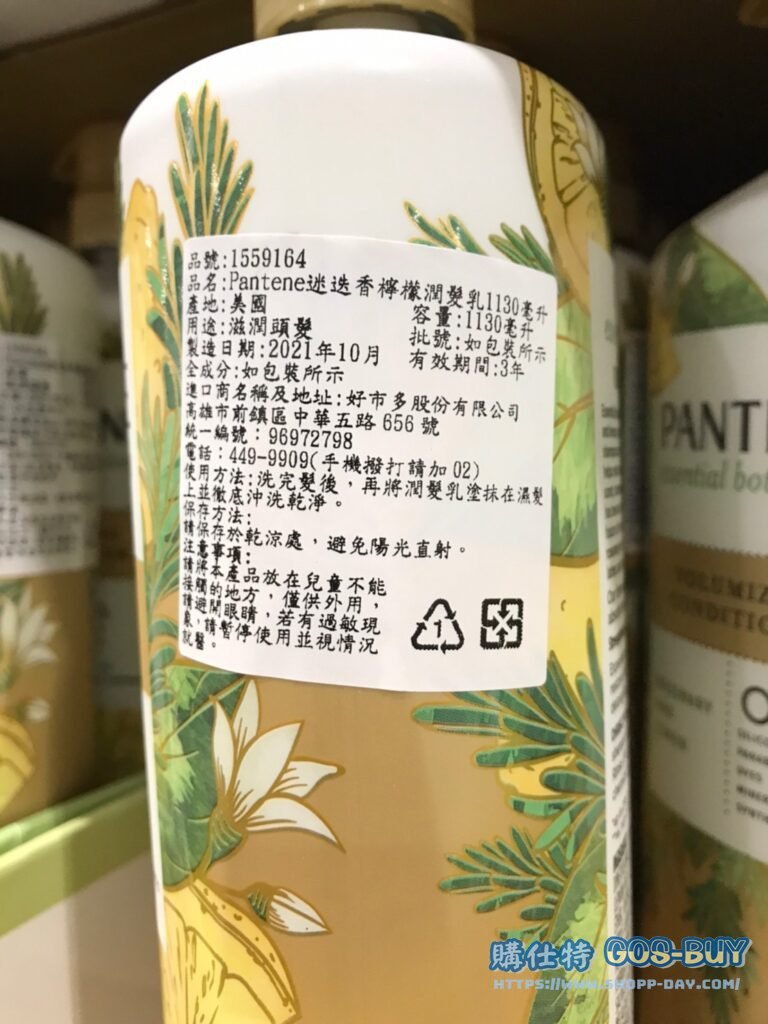 品號:1559164
品名:Pantene迷迭香檸檬潤髮乳1130毫升
產地:美國 容量:1130毫升
用途:滋潤頭髮 批號:如包裝所示
製造日期:2021年10月 有效期間:3年
全成分:如包裝所示
進口商名稱及地址:好市多股份有限公司
高雄市前鎮區中華五路656號
統一編號:96972798
電話:449-9909(手機撥打請加02)
使用方法:洗完髮後，再將潤髮乳塗抹在濕髮
上並徹底沖洗乾淨。
保存方法:
請保存於乾涼處，避免陽光直射。
注意事項:
請將本產品放在兒童不能
接觸的地方，僅供外用，
請避開眼睛，若有過敏現
象，請暫停使用並視情況
就醫。
1
PANT
ential bot
VOLUMIZ
CONDITIO
購仕特 GOS-BUY
HTTPS://WWW.SHOPP-DAY.COM/